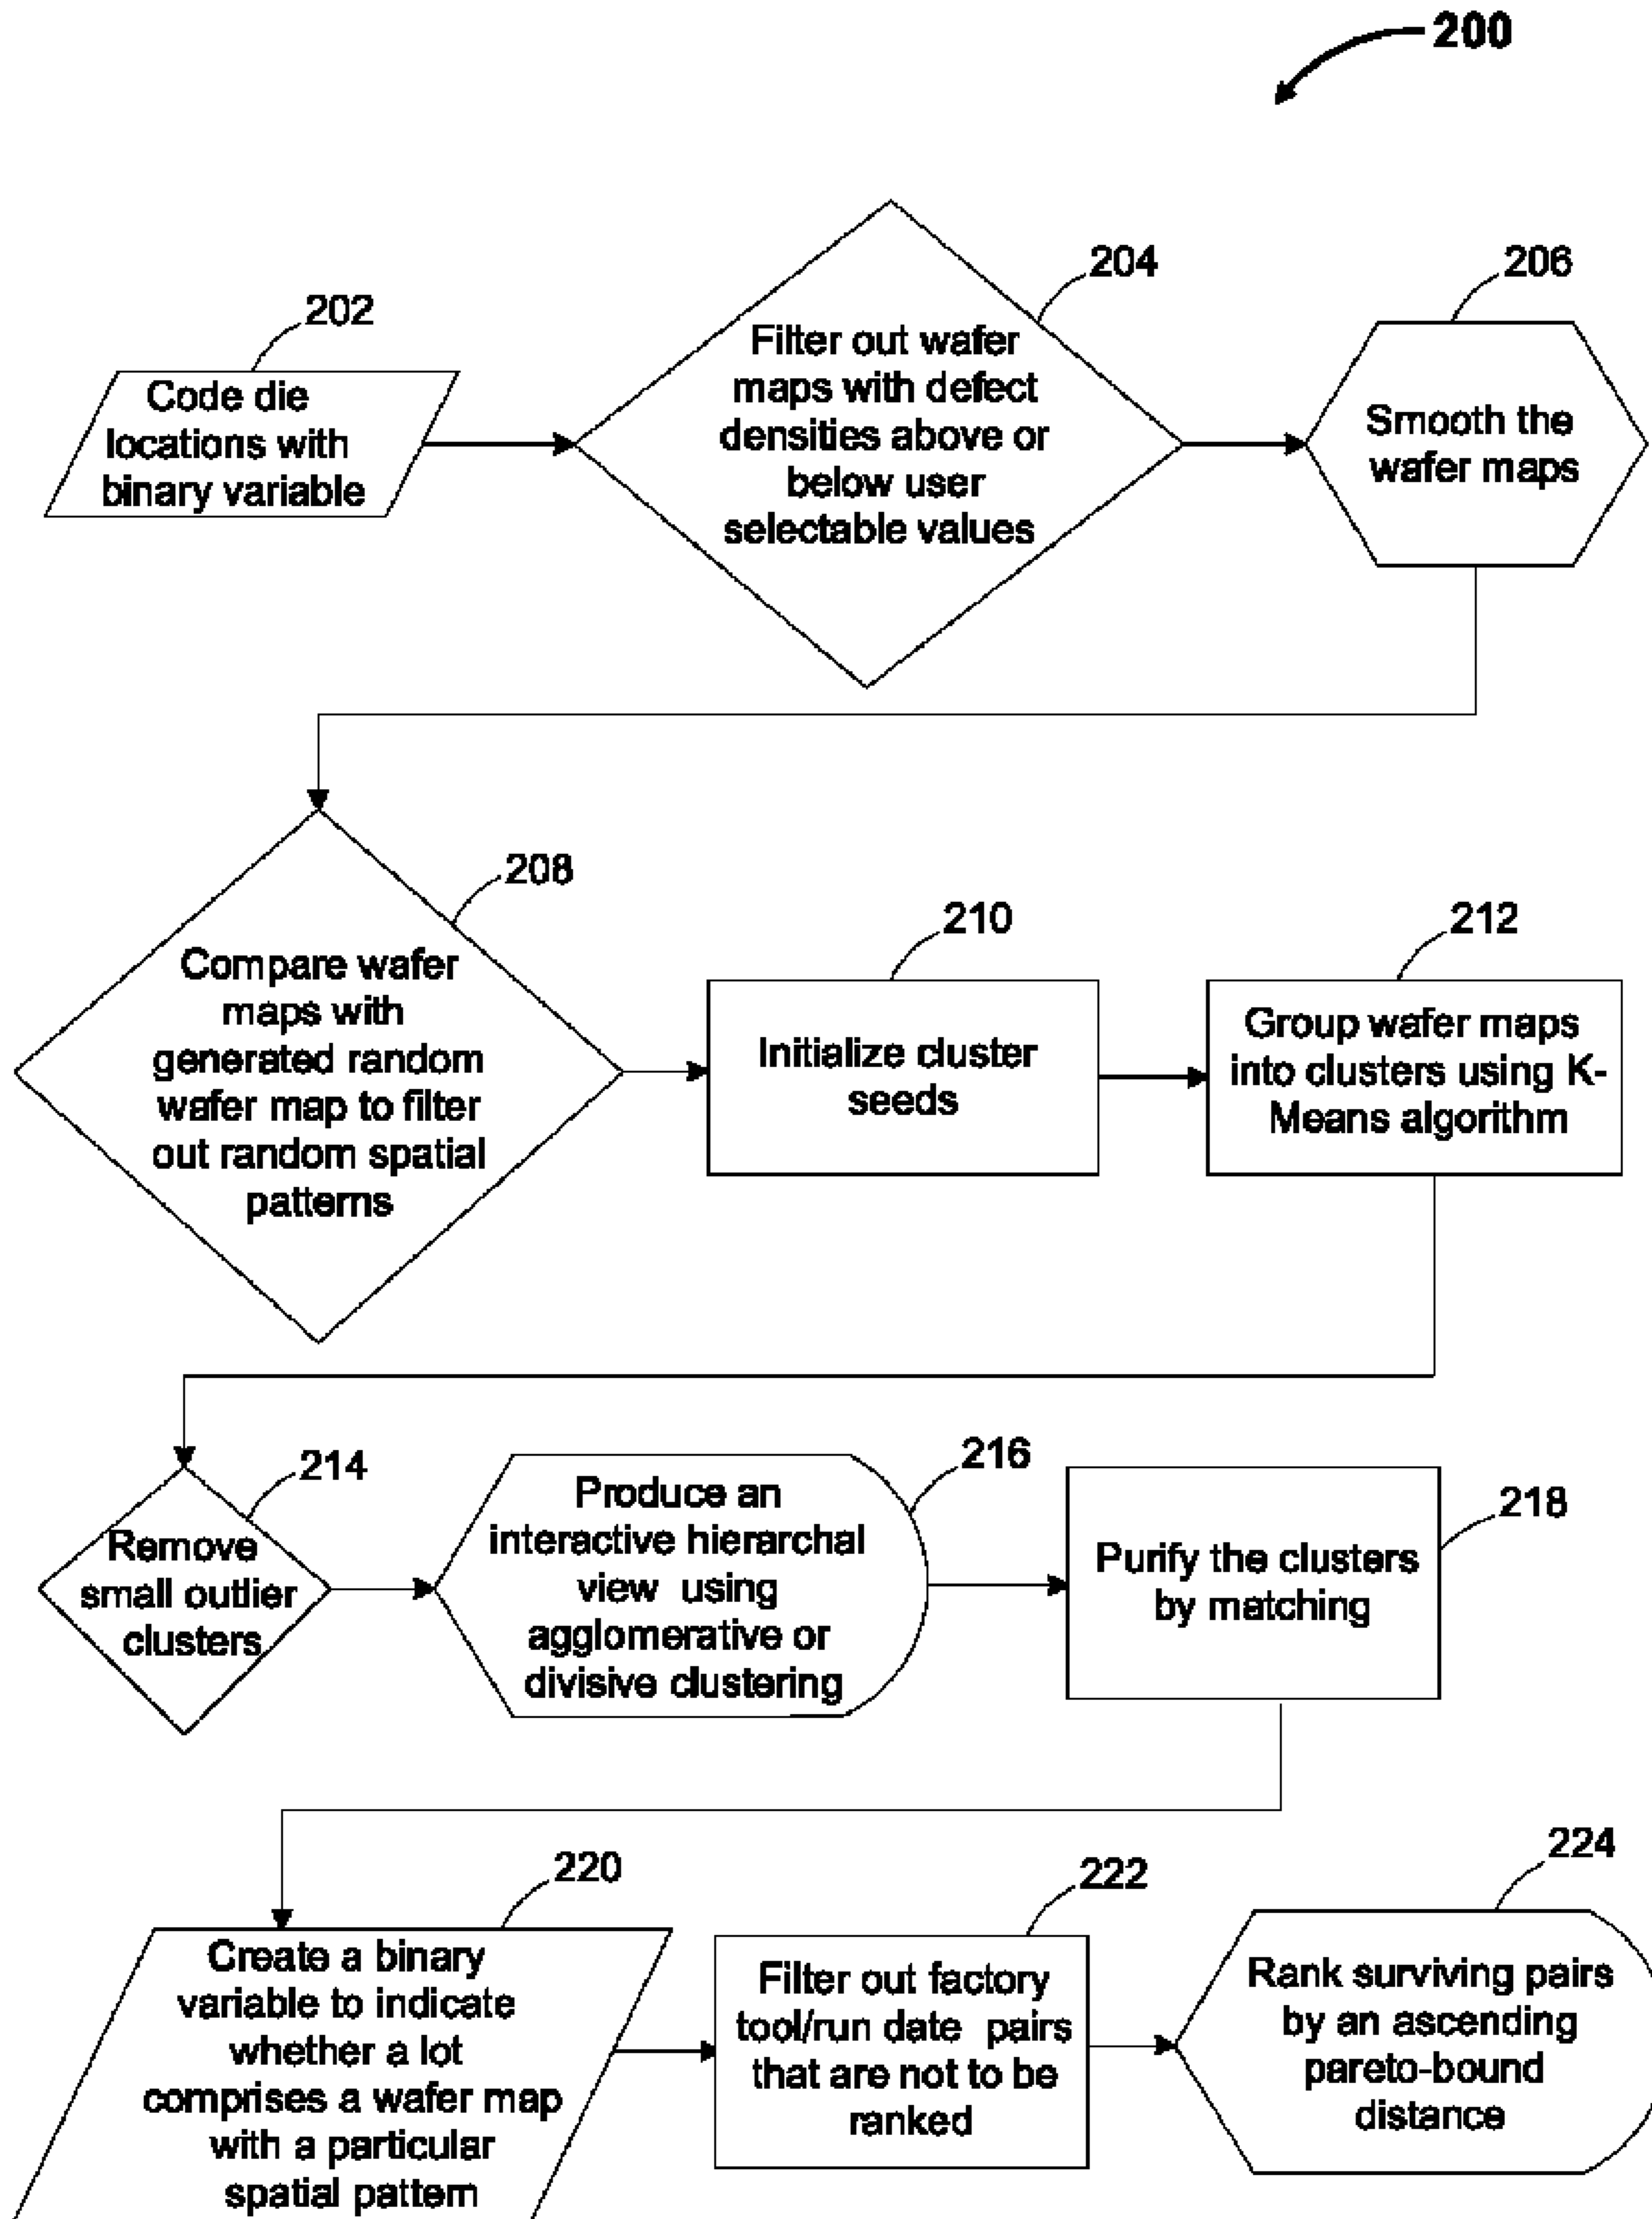 200
202
Code die
locations with
binary variable
204
Filter out wafer
maps with defect
densities above or
below user
selectable values
206
Smooth the
wafer maps
208
Compare wafer
maps with
generated random
wafer map to filter
out random spatial
patterns
210
Initialize cluster
seeds
212
Group wafer maps
into clusters using K-
Means algorithm
214
Remove
small outlier
clusters
216
Produce an
interactive hierarchal
view using
agglomerative or
divisive clustering
218
Purify the clusters
by matching
220
Create a binary
variable to indicate
whether a lot
comprises a wafer map
with a particular
spatial pattern
222
Filter out factory
tool/run date pairs
that are not to be
ranked
224
Rank surviving pairs
by an ascending
pareto-bound
distance